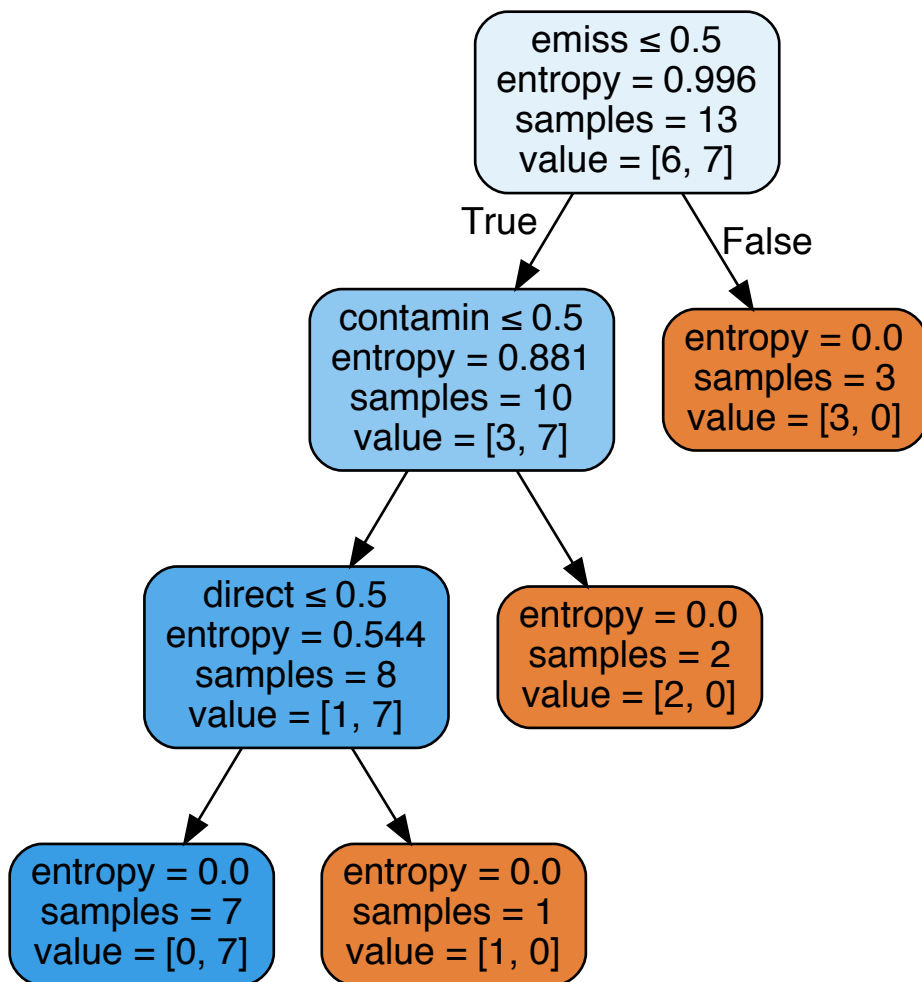 emiss ≤ 0.5
entropy = 0.996
samples = 13
value = [6, 7]
True
False
contamin ≤ 0.5
entropy = 0.881
samples = 10
value = [3, 7]
entropy = 0.0
samples = 3
value = [3, 0]
direct ≤ 0.5
entropy = 0.544
samples = 8
value = [1, 7]
entropy = 0.0
samples = 2
value = [2, 0]
entropy = 0.0
samples = 7
value = [0, 7]
entropy = 0.0
samples = 1
value = [1, 0]